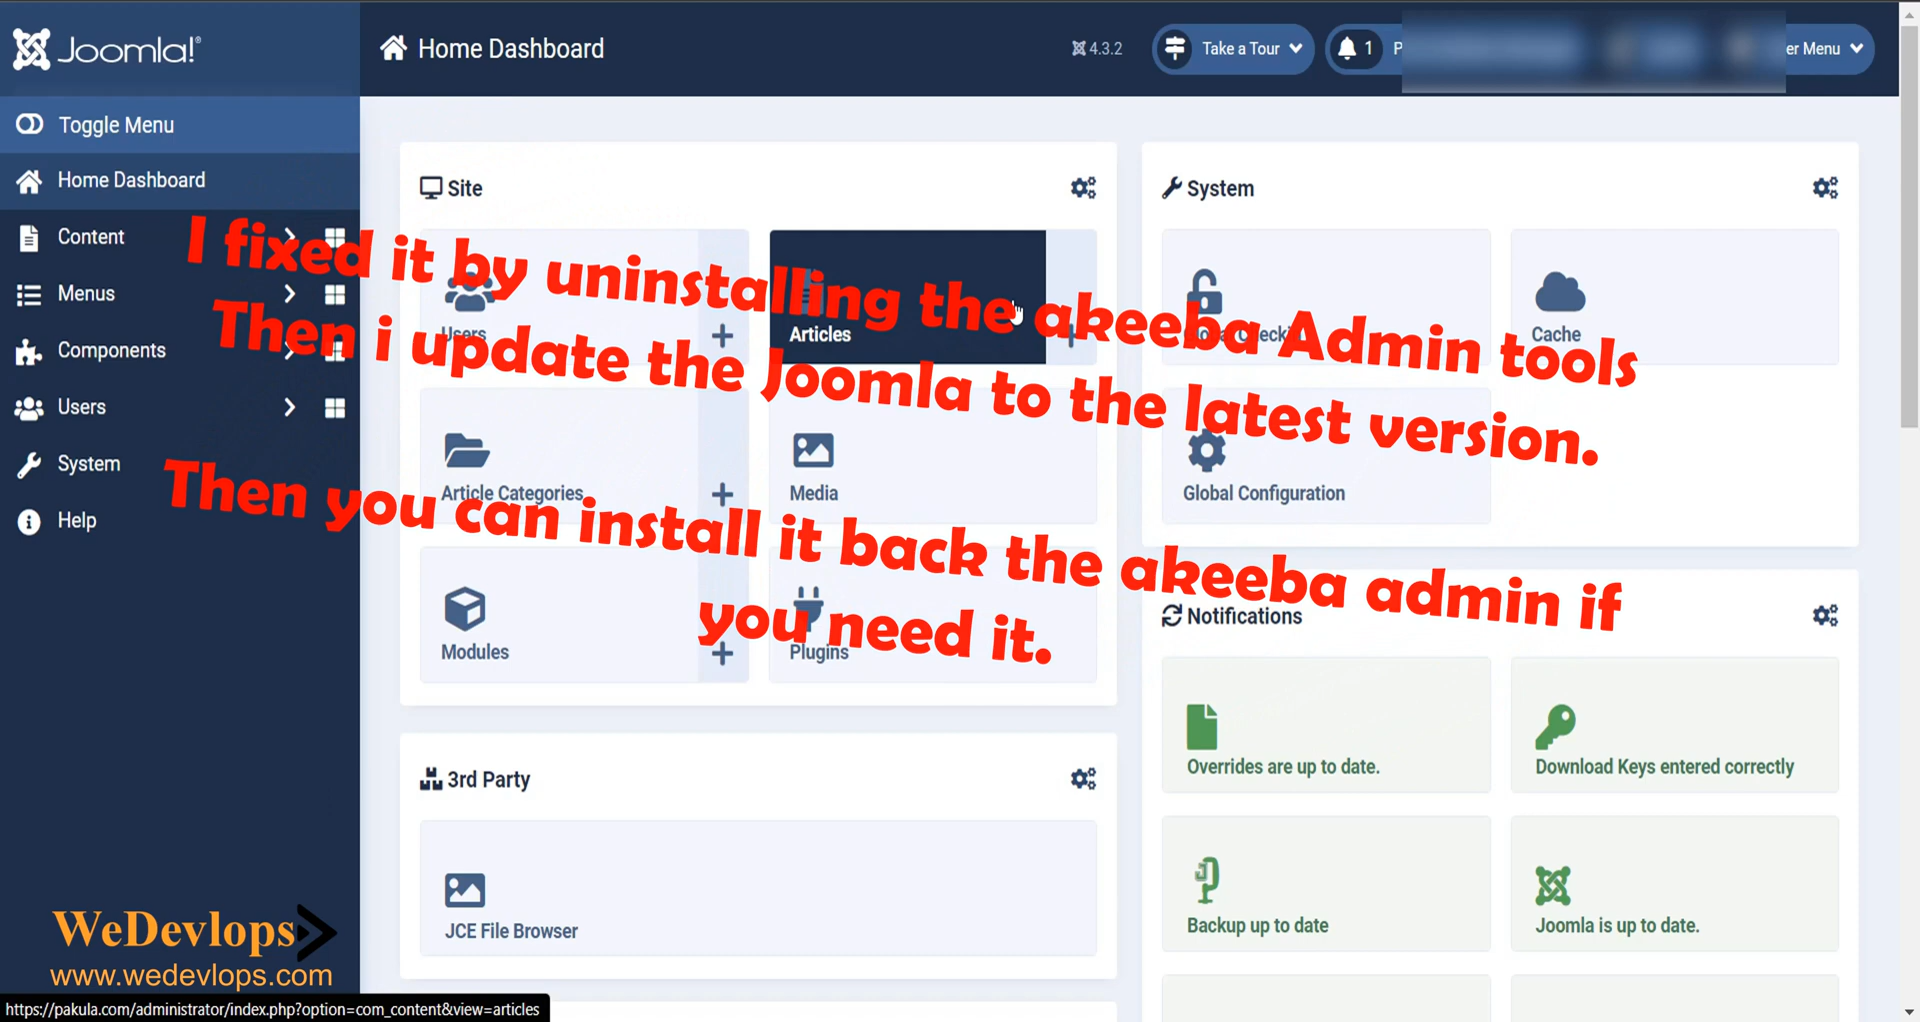 Joomla!®
Home Dashboard
4.3.2
Take a Tour
1
P
er Menu
Toggle Menu
Home Dashboard
Content
Menus
Components
Users
System
Help
Site
Users
Articles
Article Categories
Media
Modules
Plugins
System
Cache
Global Configuration
I fixed it by uninstalling the akeeba Admin tools
Then i update the Joomla to the latest version.
Then you can install it back the akeeba admin if
you need it.
3rd Party
JCE File Browser
Notifications
Overrides are up to date.
Download Keys entered correctly
Backup up to date
Joomla is up to date.
WeDevlops
www.wedevlops.com
https://pakula.com/administrator/index.php?option=com_content&view=articles